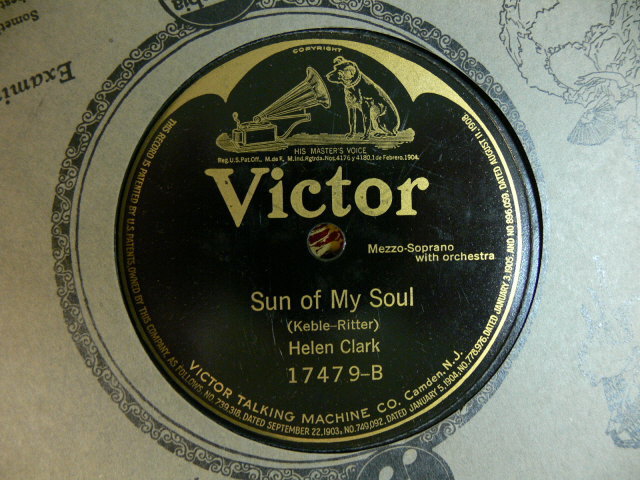 COPYRIGHT
HIS MASTER'S VOICE
Reg.U.S.Pat.Off., M.de F., M.Ind.Rgtrda.Nos.4176 y 4180,1 de Febrero,1904.
Victor
Mezzo-Soprano
with orchestra
Sun of My Soul
(Keble-Ritter)
Helen Clark
17479-B
VICTOR TALKING MACHINE CO. Camden, N.J.
THIS RECORD IS PATENTED BY U.S. PATENTS, OWNED BY THIS COMPANY, AS FOLLOWS. NO.739,318, DATED SEPTEMBER 22,1903, NO.749,092, DATED JANUARY 5,1904, NO.778,976, DATED JANUARY 3,1905, AND NO 896,059, DATED AUGUST 11, 1908
Exami